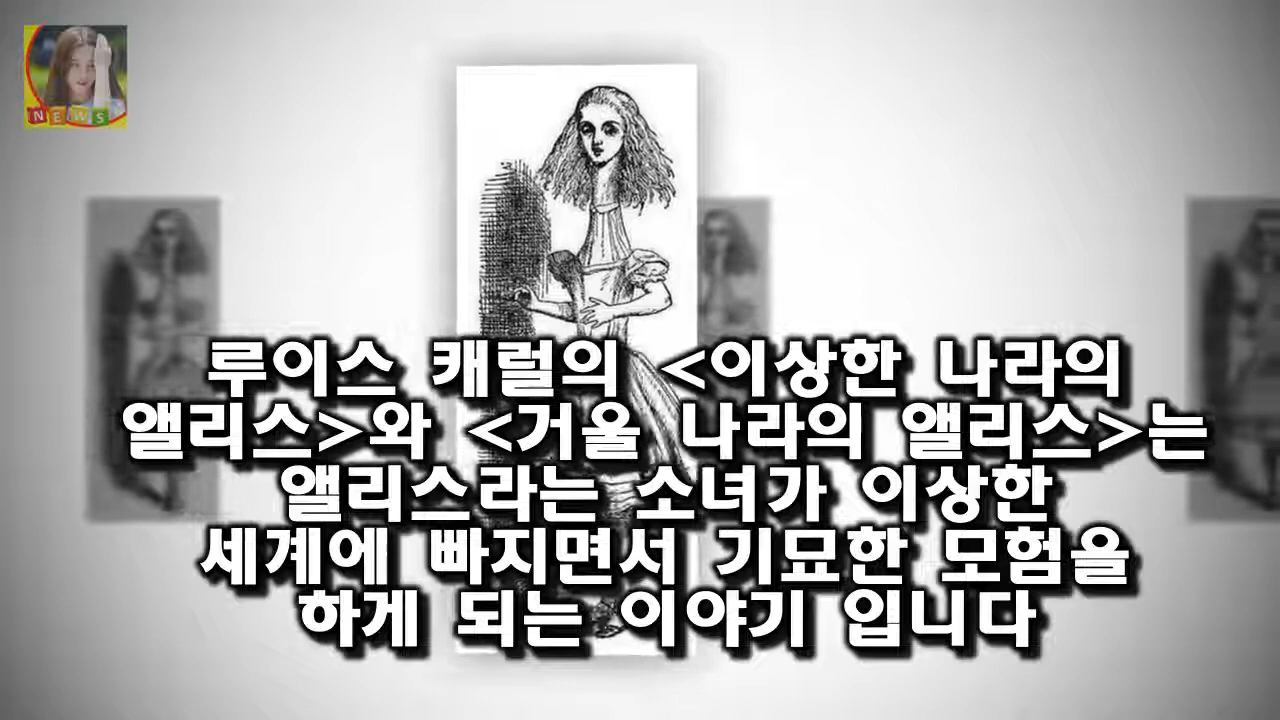 NEWS
루이스 캐럴의 <이상한 나라의
앨리스>와 <거울 나라의 앨리스>는
앨리스라는 소녀가 이상한
세계에 빠지면서 기묘한 모험을
하게 되는 이야기 입니다